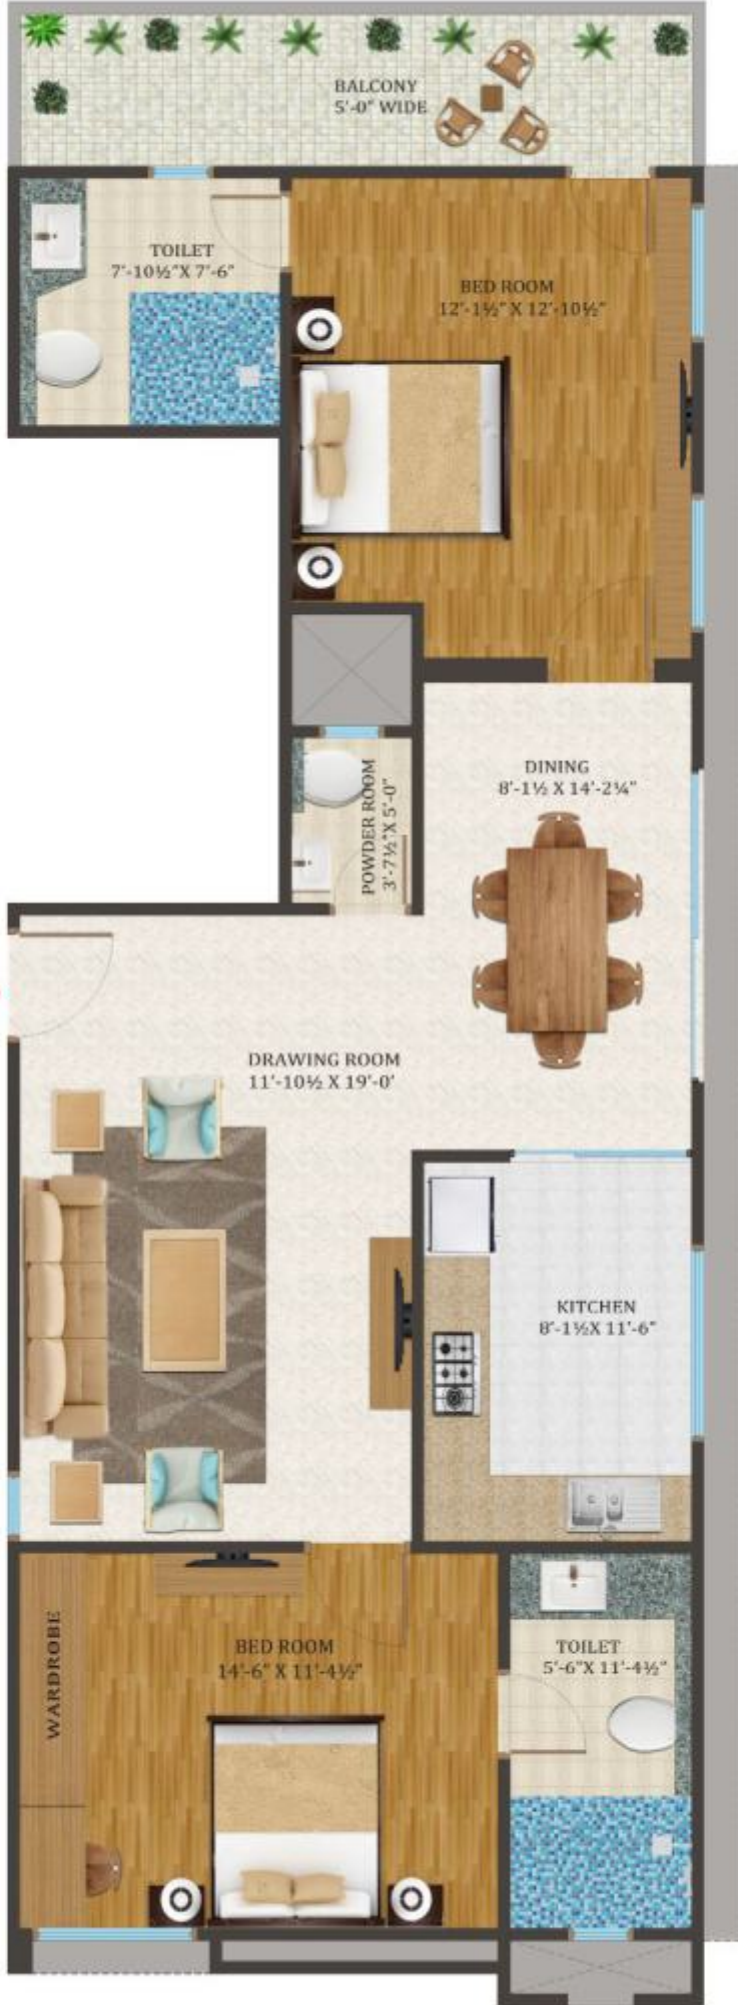 BALCONY
5'-0" WIDE
TOILET
7'-10½"X 7'-6"
BED ROOM
12'-1½" X 12'-10½"
DINING
8'-1½ X 14'-2¼"
POWDER ROOM
3'-7½"X 5'-0"
DRAWING ROOM
11'-10½ X 19'-0'
KITCHEN
8'-1½X 11'-6"
WARDROBE
BED ROOM
14'-6" X 11'-4½"
TOILET
5'-6"X 11'-4½"